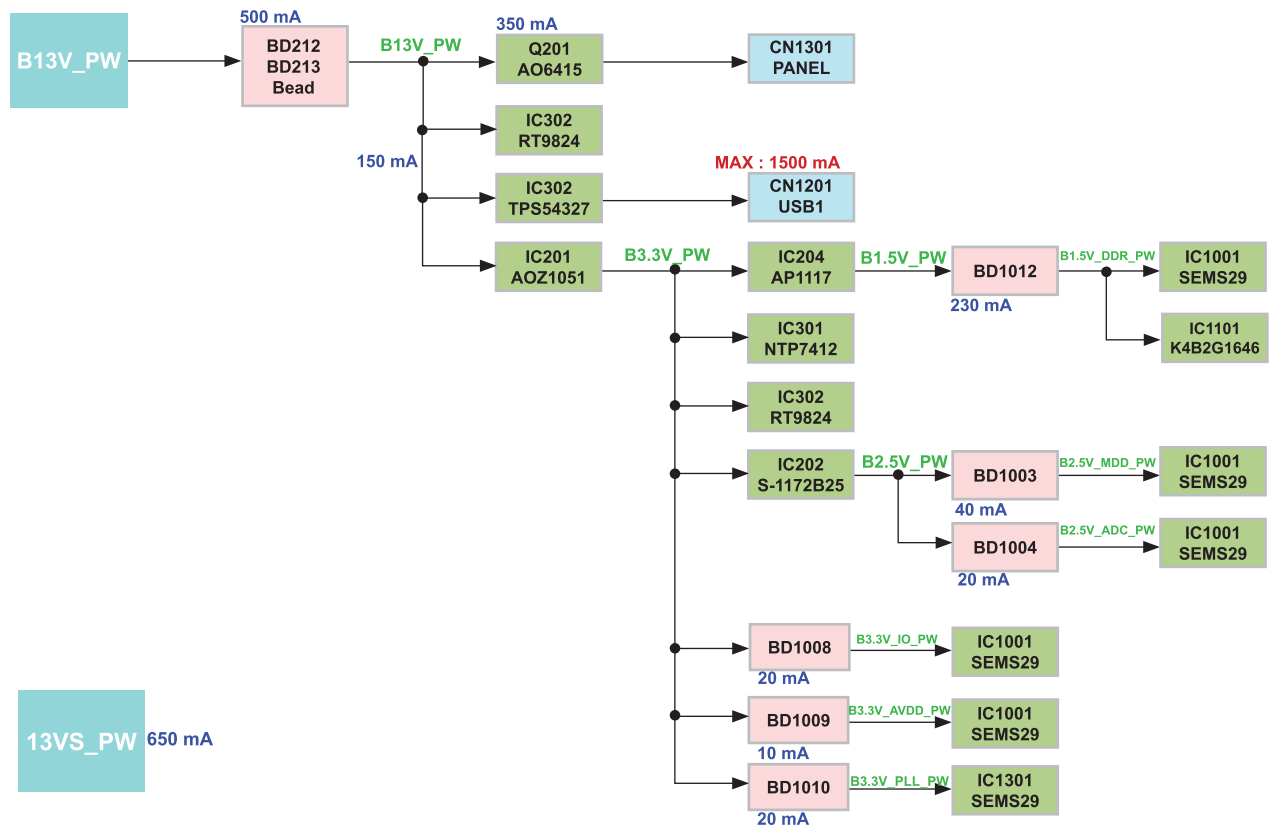 500 mA
B13V_PW
BD212
BD213
Bead
B13V_PW
350 mA
Q201
AO6415
CN1301
PANEL
IC302
RT9824
150 mA
MAX : 1500 mA
IC302
TPS54327
CN1201
USB1
IC201
AOZ1051
B3.3V_PW
IC204
AP1117
B1.5V_PW
BD1012
230 mA
B1.5V_DDR_PW
IC1001
SEMS29
IC301
NTP7412
IC1101
K4B2G1646
IC302
RT9824
IC202
S-1172B25
B2.5V_PW
BD1003
40 mA
B2.5V_MDD_PW
IC1001
SEMS29
BD1004
20 mA
B2.5V_ADC_PW
IC1001
SEMS29
BD1008
20 mA
B3.3V_IO_PW
IC1001
SEMS29
13VS_PW
650 mA
BD1009
10 mA
B3.3V_AVDD_PW
IC1001
SEMS29
BD1010
20 mA
B3.3V_PLL_PW
IC1301
SEMS29